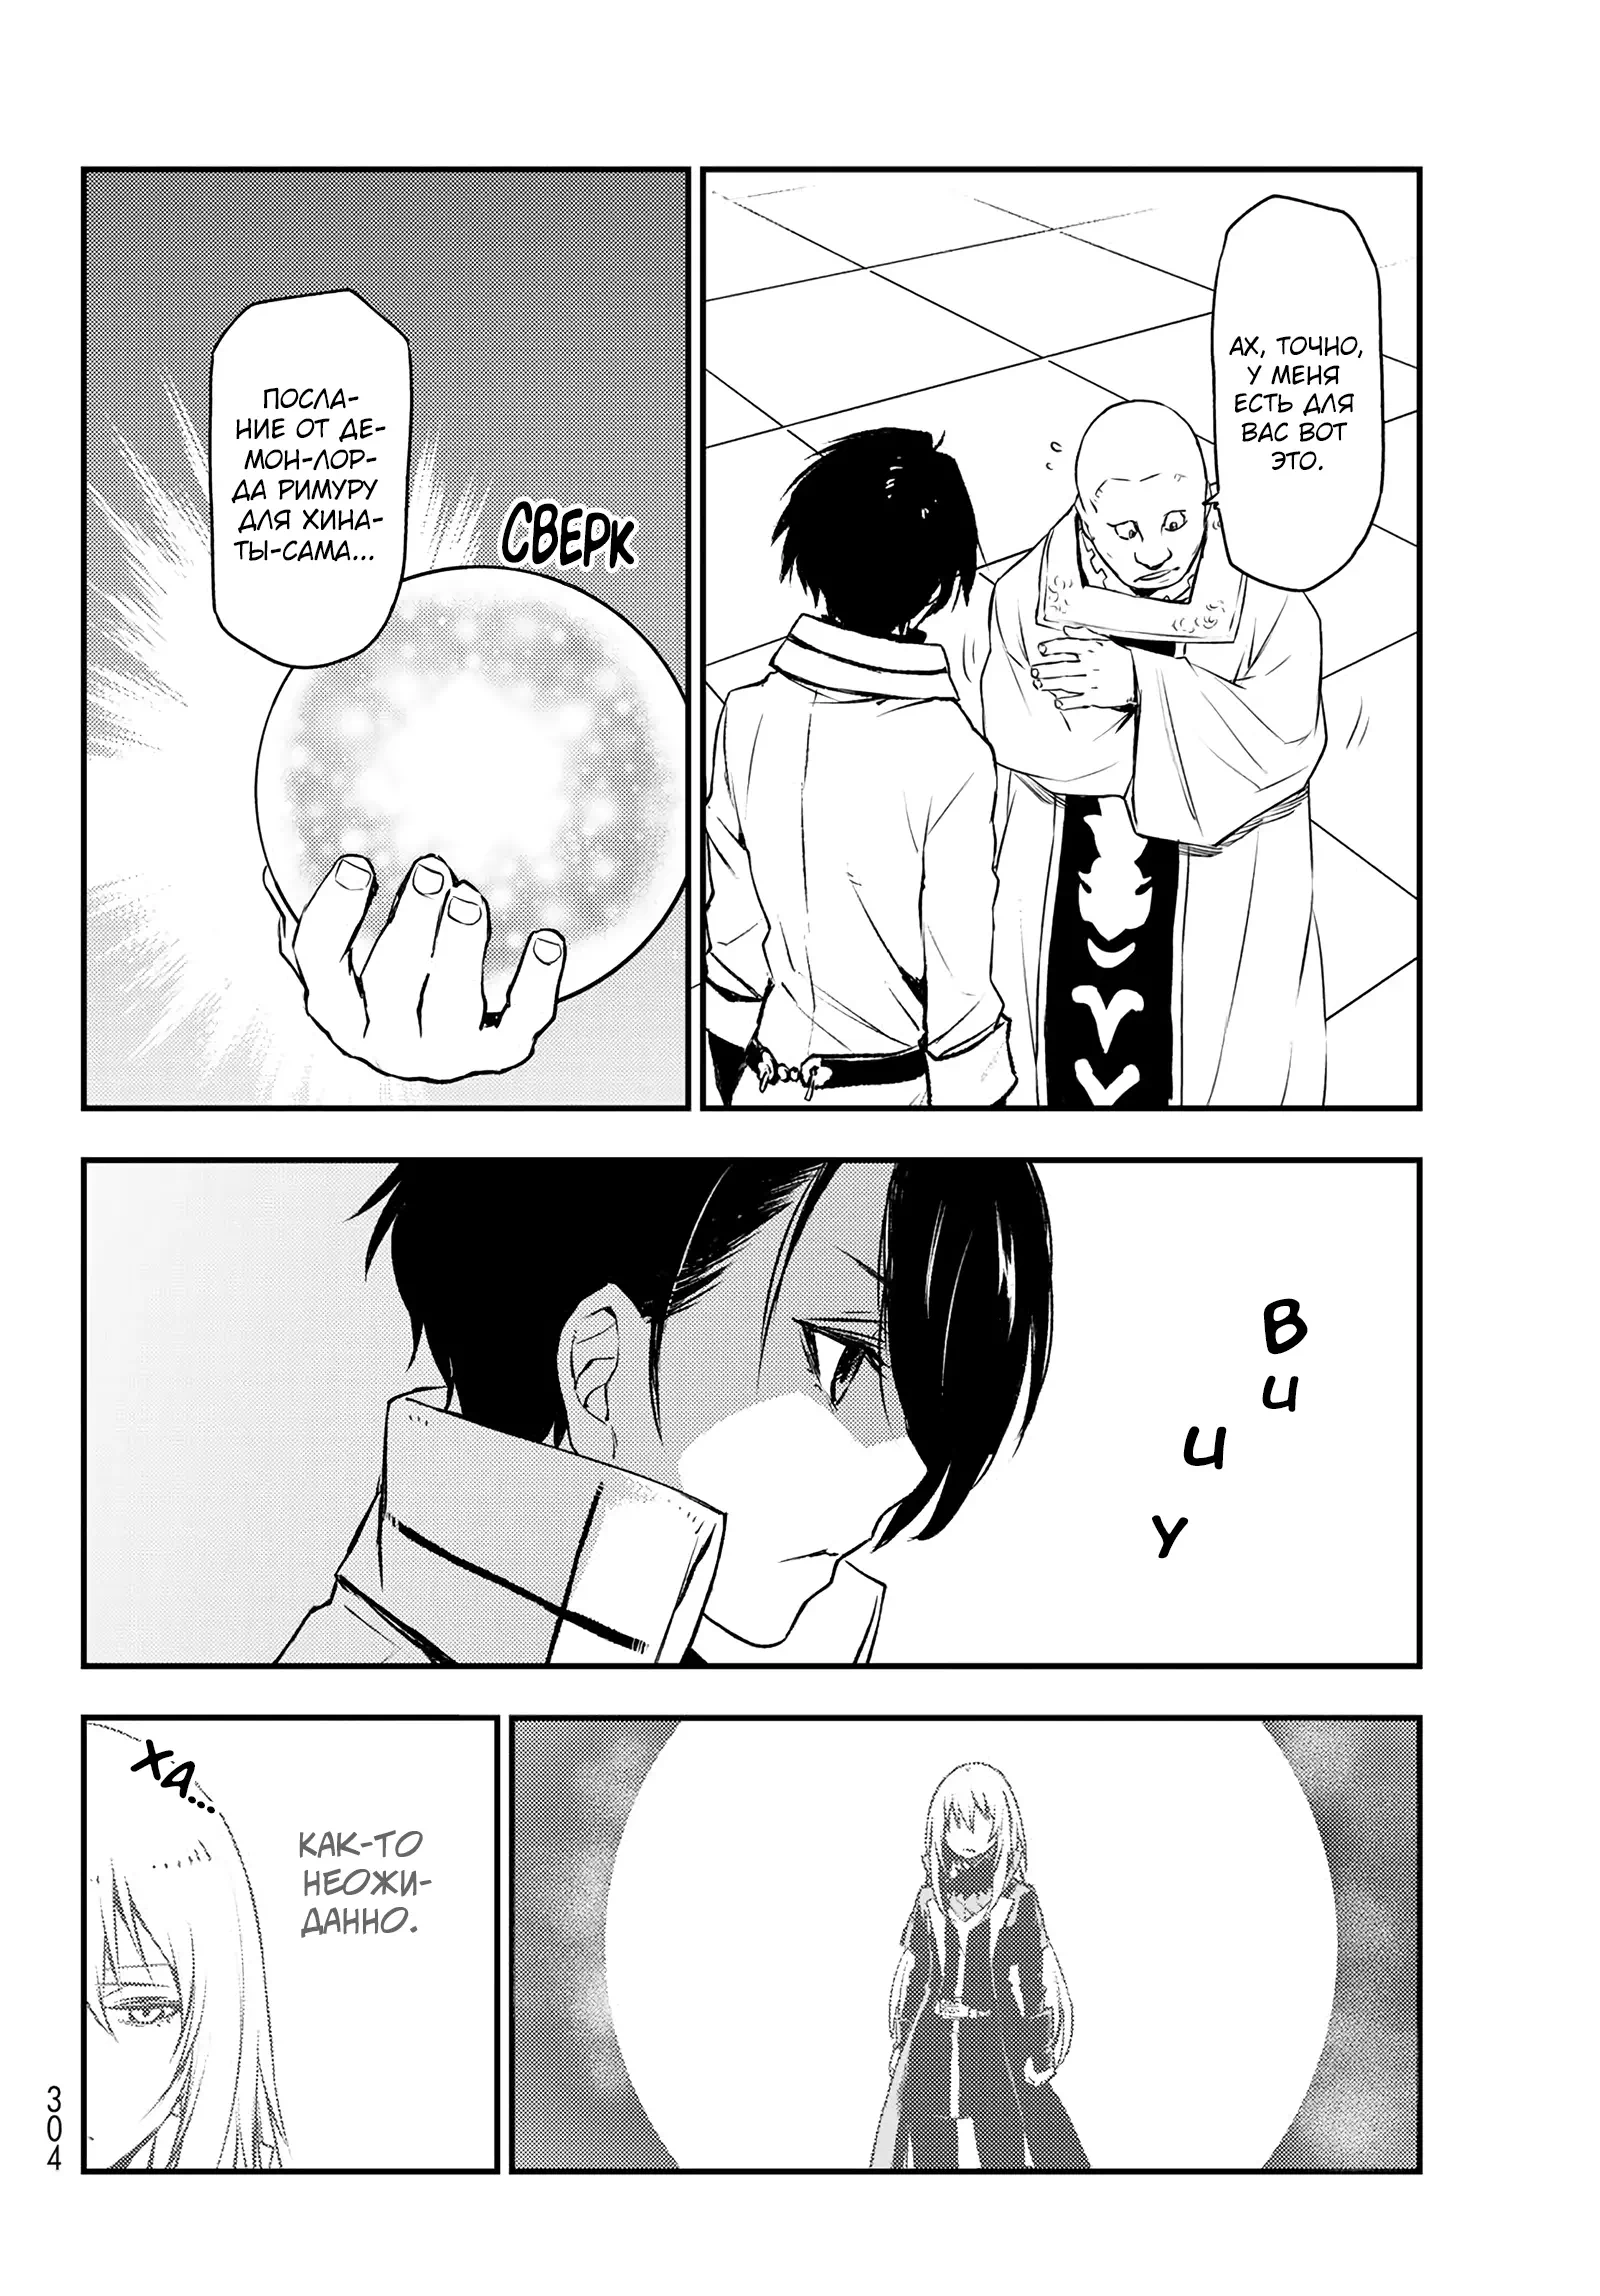 АХ, ТОЧНО,
У МЕНЯ
ЕСТЬ ДЛЯ
ВАС ВОТ
ЭТО.
ПОСЛА-
НИЕ ОТ ДЕ-
МОН-ЛОР-
ДА РИМУРУ
ДЛЯ ХИНА-
ТЫ-САМА...
СВЕРК
ВИИУ
ХА...
КАК-ТО
НЕОЖИ-
ДАННО.
304